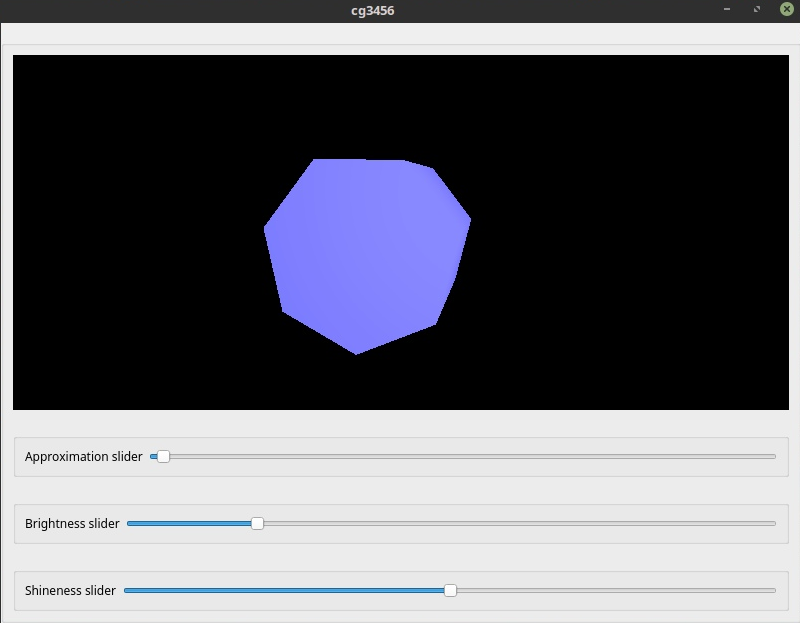 cg3456
Approximation slider
Brightness slider
Shineness slider